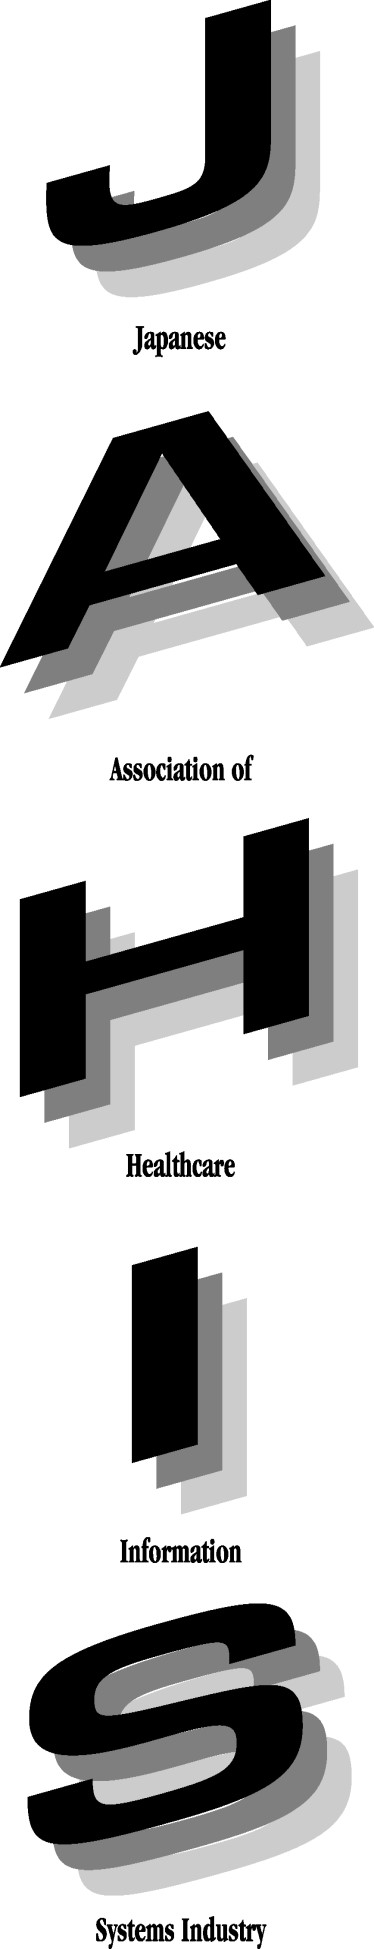 J
Japanese
A
Association of
H
Healthcare
I
Information
S
Systems Industry